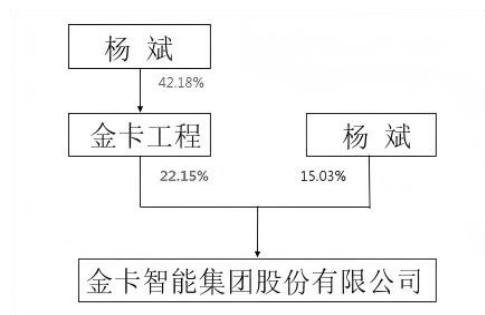 杨 斌
42.18%
金卡工程
杨 斌
22.15%
15.03%
金卡智能集团股份有限公司